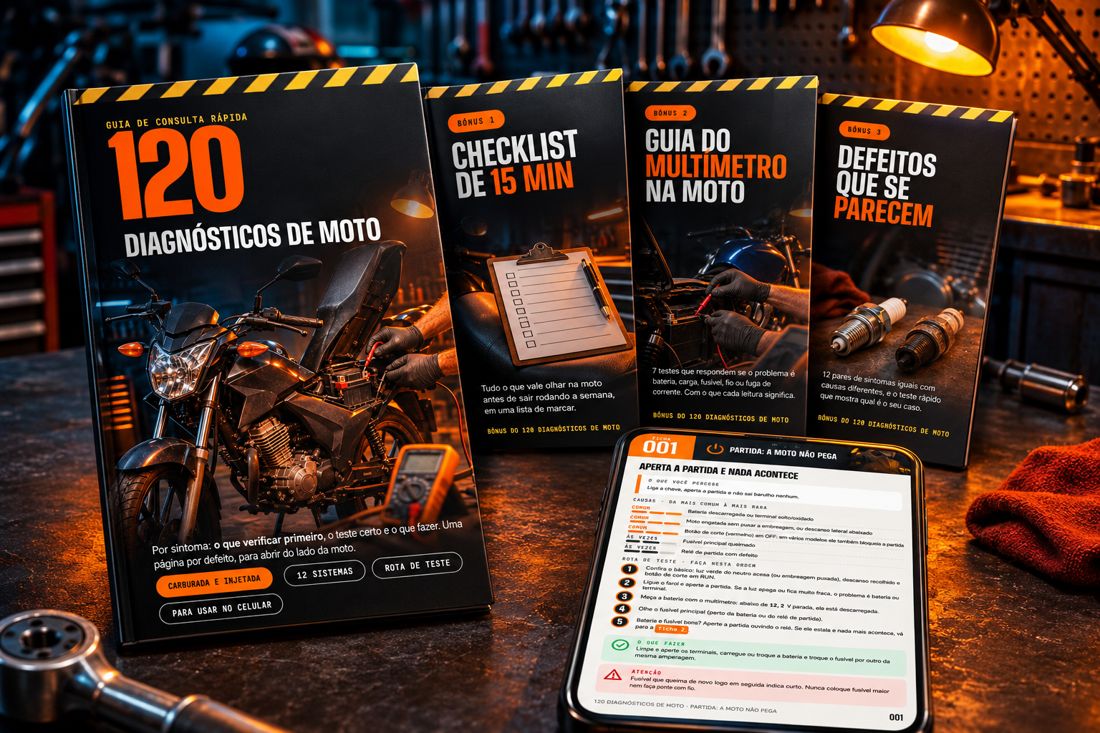 GUIA DE CONSULTA RÁPIDA
120
DIAGNÓSTICOS DE MOTO
Por sintoma: o que verificar primeiro, o teste certo e o que fazer. Uma
página por defeito, para abrir do lado da moto.
CARBURADA E INJETADA
12 SISTEMAS
ROTA DE TESTE
PARA USAR NO CELULAR
BÔNUS 1
CHECKLIST
DE 15 MIN
Tudo o que vale olhar na moto
antes de sair rodando a semana,
em uma lista de marcar.
BÔNUS DO 120 DIAGNÓSTICOS DE MOTO
BÔNUS 2
GUIA DO
MULTÍMETRO
NA MOTO
7 testes que respondem se o problema é
bateria, carga, fusível, fio ou fuga de
corrente. Com o que cada leitura significa.
BÔNUS DO 120 DIAGNÓSTICOS DE MOTO
BÔNUS 3
DEFEITOS
QUE SE
PARECEM
12 pares de sintomas iguais com
causas diferentes, e o teste rápido
que mostra qual é o seu caso.
BÔNUS DO 120 DIAGNÓSTICOS DE MOTO
FICHA
001
PARTIDA: A MOTO NÃO PEGA
APERTA A PARTIDA E NADA ACONTECE
O QUE VOCÊ PERCEBE
Liga a chave, aperta a partida e não sai barulho nenhum.
CAUSAS - DA MAIS COMUM À MAIS RARA
COMUM Bateria descarregada ou terminal solto/oxidado
COMUM Moto engatada sem puxar a embreagem, ou descanso lateral abaixado
COMUM Botão de corte (vermelho) em OFF: em vários modelos ele também bloqueia a partida
ÀS VEZES Fusível principal queimado
ÀS VEZES Relé de partida com defeito
ROTA DE TESTE - FAÇA NESTA ORDEM
1 Confira o básico: luz verde do neutro acesa (ou embreagem puxada), descanso recolhido e
botão de corte em RUN.
2 Ligue o farol e aperte a partida. Se a luz apaga ou fica muito fraca, o problema é bateria ou
terminal.
3 Meça a bateria com o multímetro: abaixo de 12,2 V parada, ela está descarregada.
4 Olhe o fusível principal (perto da bateria ou do relé de partida).
5 Bateria e fusível bons? Aperte a partida ouvindo o relé. Se ele estala e nada mais acontece, vá
para a Ficha 2.
O QUE FAZER
Limpe e aperte os terminais, carregue ou troque a bateria e troque o fusível por outro da
mesma amperagem.
ATENÇÃO
Fusível que queima de novo logo em seguida indica curto. Nunca coloque fusível maior
nem faça ponte com fio.
120 DIAGNÓSTICOS DE MOTO - PARTIDA: A MOTO NÃO PEGA
001